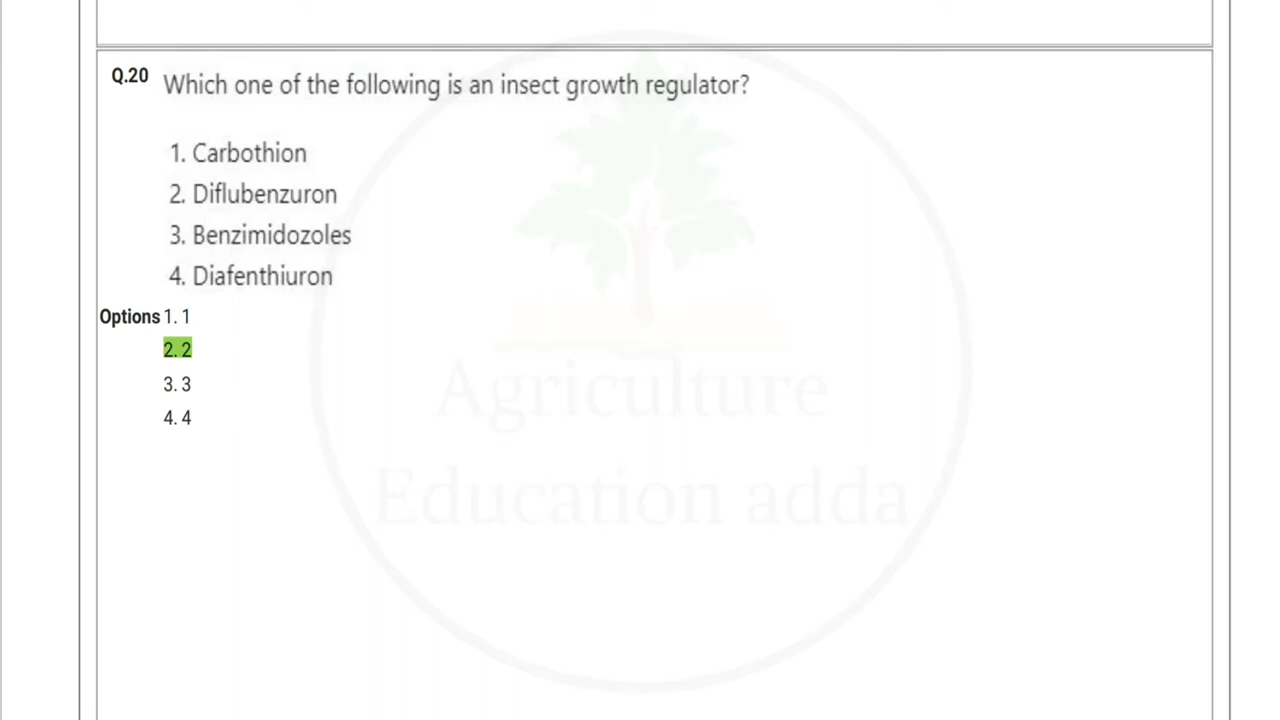 Q.20 Which one of the following is an insect growth regulator?
1. Carbothion
2. Diflubenzuron
3. Benzimidozoles
4. Diafenthiuron
Options 1. 1
2. 2
3. 3
4. 4
Agriculture
Education adda